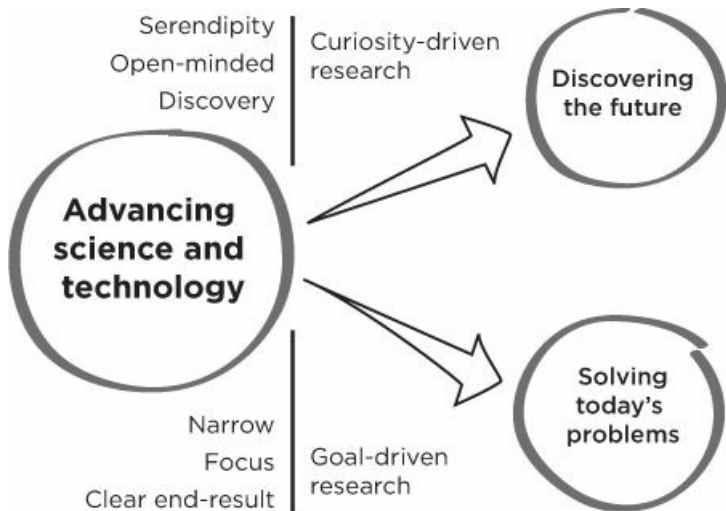 Serendipity
Open-minded
Discovery
Curiosity-driven
research
Discovering
the future
Advancing
science and
technology
Narrow
Focus
Clear end-result
Goal-driven
research
Solving
today's
problems